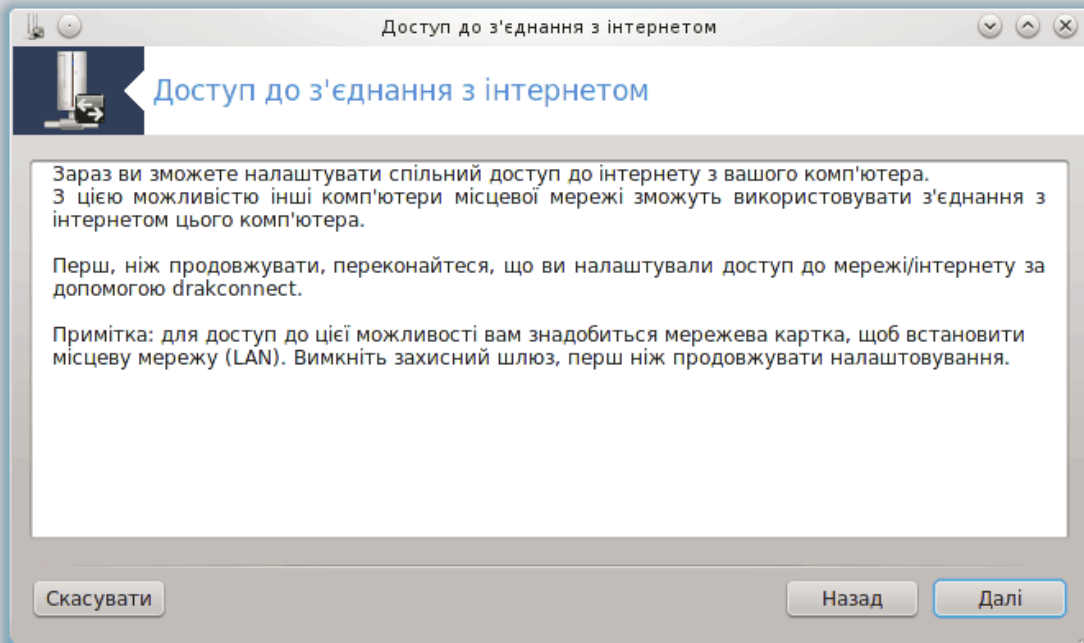 Доступ до з'єднання з інтернетом
Доступ до з'єднання з інтернетом
Зараз ви зможете налаштувати спільний доступ до інтернету з вашого комп'ютера.
З цією можливістю інші комп'ютери місцевої мережі зможуть використовувати з'єднання з
інтернетом цього комп'ютера.
Перш, ніж продовжувати, переконайтеся, що ви налаштували доступ до мережі/інтернету за
допомогою drakconnect.
Примітка: для доступ до цієї можливості вам знадобиться мережева картка, щоб встановити
місцеву мережу (LAN). Вимкніть захисний шлюз, перш ніж продовжувати налаштовування.
Скасувати
Назад
Далі